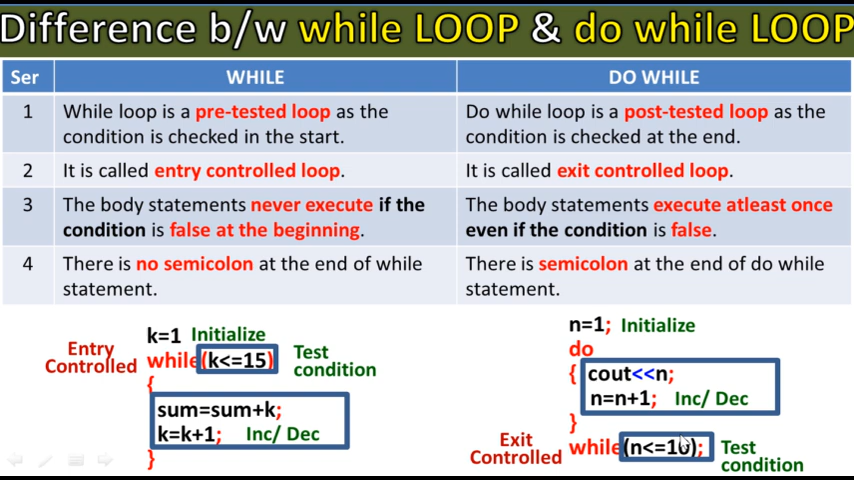 Difference b/w while LOOP & do while LOOP
Ser WHILE DO WHILE
1 While loop is a pre-tested loop as the
condition is checked in the start.
Do while loop is a post-tested loop as the
condition is checked at the end.
2 It is called entry controlled loop.
It is called exit controlled loop.
3 The body statements never execute if the
condition is false at the beginning.
The body statements execute atleast once
even if the condition is false.
4 There is no semicolon at the end of while
statement.
There is semicolon at the end of do while
statement.
k=1 Initialize
Entry
Controlled
while(k<=15)
Test
condition
{
sum=sum+k;
k=k+1; Inc/ Dec
}
n=1; Initialize
do
{ cout<<n;
n=n+1; Inc/ Dec
}
Exit
Controlled
while(n<=10);
Test
condition